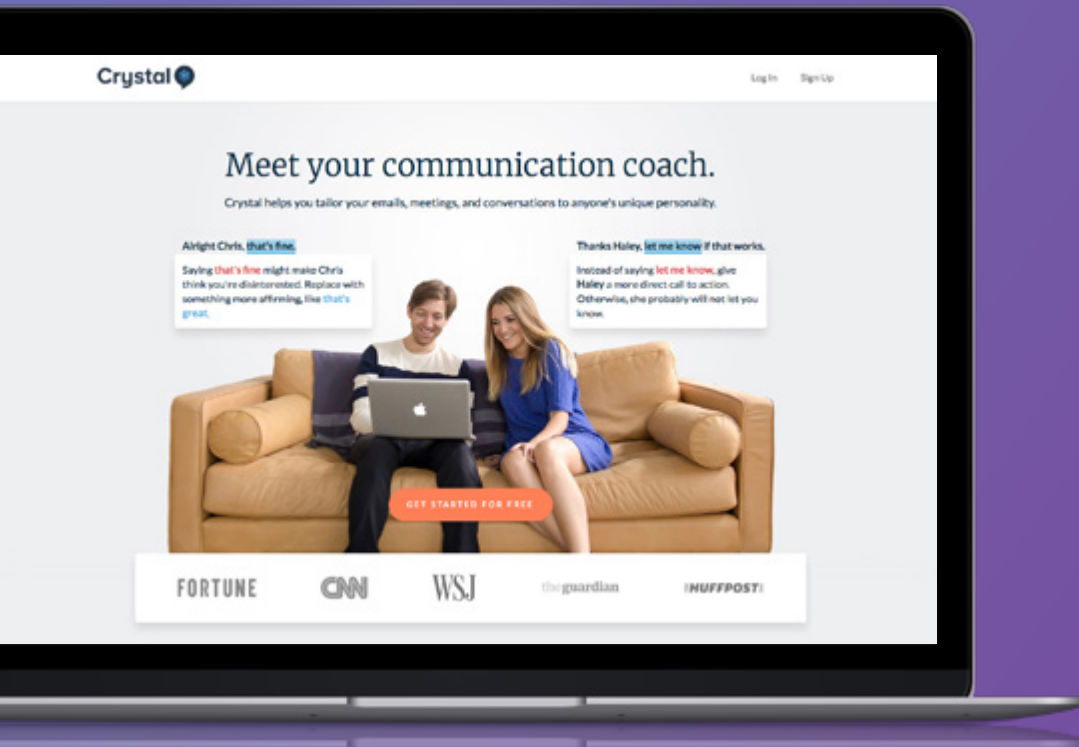 Crystal
Log In
Sign Up
Meet your communication coach.
Crystal helps you tailor your emails, meetings, and conversations to anyone's unique personality.
Alright Chris, that's fine.
Saying that's fine might make Chris
think you're disinterested. Replace with
something more affirming, like that's
great.
Thanks Haley, let me know if that works.
Instead of saying let me know, give
Haley a more direct call to action.
Otherwise, she probably will not let you
know.
GET STARTED FOR FREE
FORTUNE
CNN
WSJ
theguardian
HUFFPOST